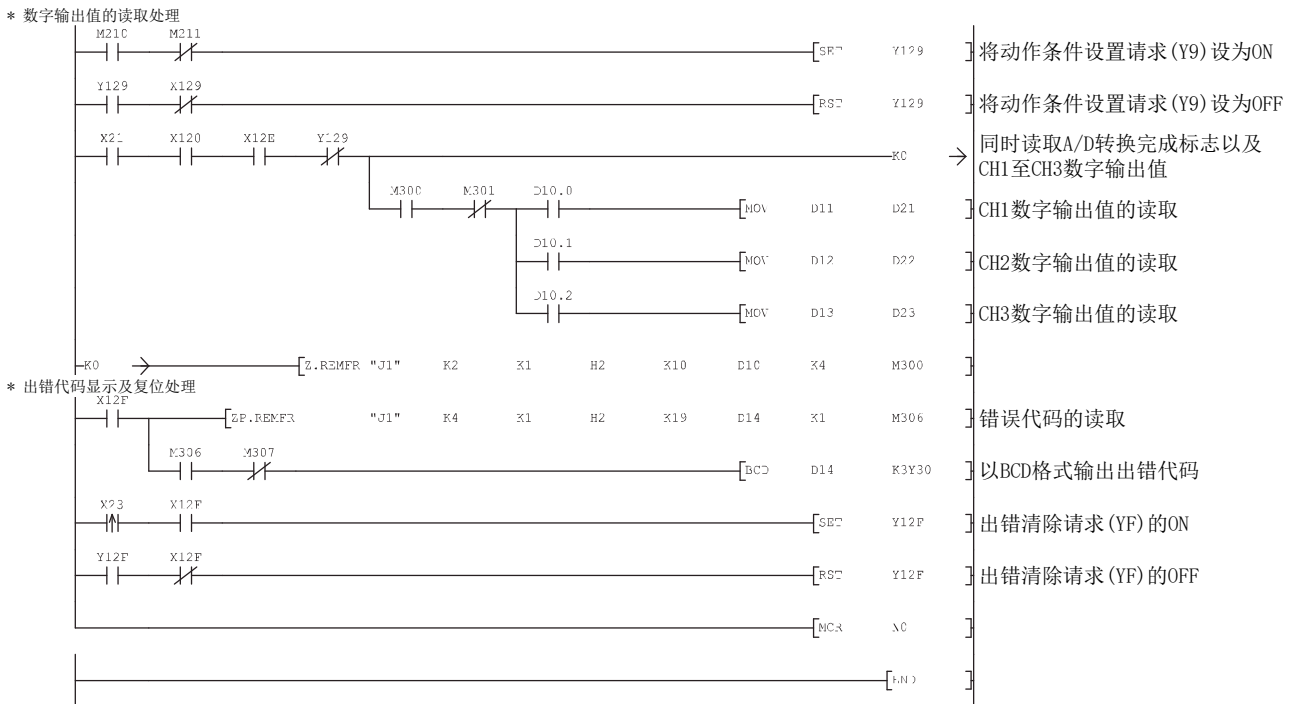 * 数字输出值的读取处理
M210 M211
SET Y129 将动作条件设置请求(Y9)设为ON
Y129 X129
RST Y129 将动作条件设置请求(Y9)设为OFF
X21 X120 X12E Y129
K0 同时读取A/D转换完成标志以及
CH1至CH3数字输出值
M300 M301 D10.0
MOV D11 D21 CH1数字输出值的读取
D10.1
MOV D12 D22 CH2数字输出值的读取
D10.2
MOV D13 D23 CH3数字输出值的读取
K0 Z.REMFR "J1" K2 K1 H2 K10 D10 K4 M300
* 出错代码显示及复位处理
X12F
ZP.REMFR "J1" K4 K1 H2 K19 D14 K1 M306 错误代码的读取
M306 M307
BCD D14 K3Y30 以BCD格式输出出错代码
X23 X12F
SET Y12F 出错清除请求(YF)的ON
Y12F X12F
RST Y12F 出错清除请求(YF)的OFF
MCR N0
END